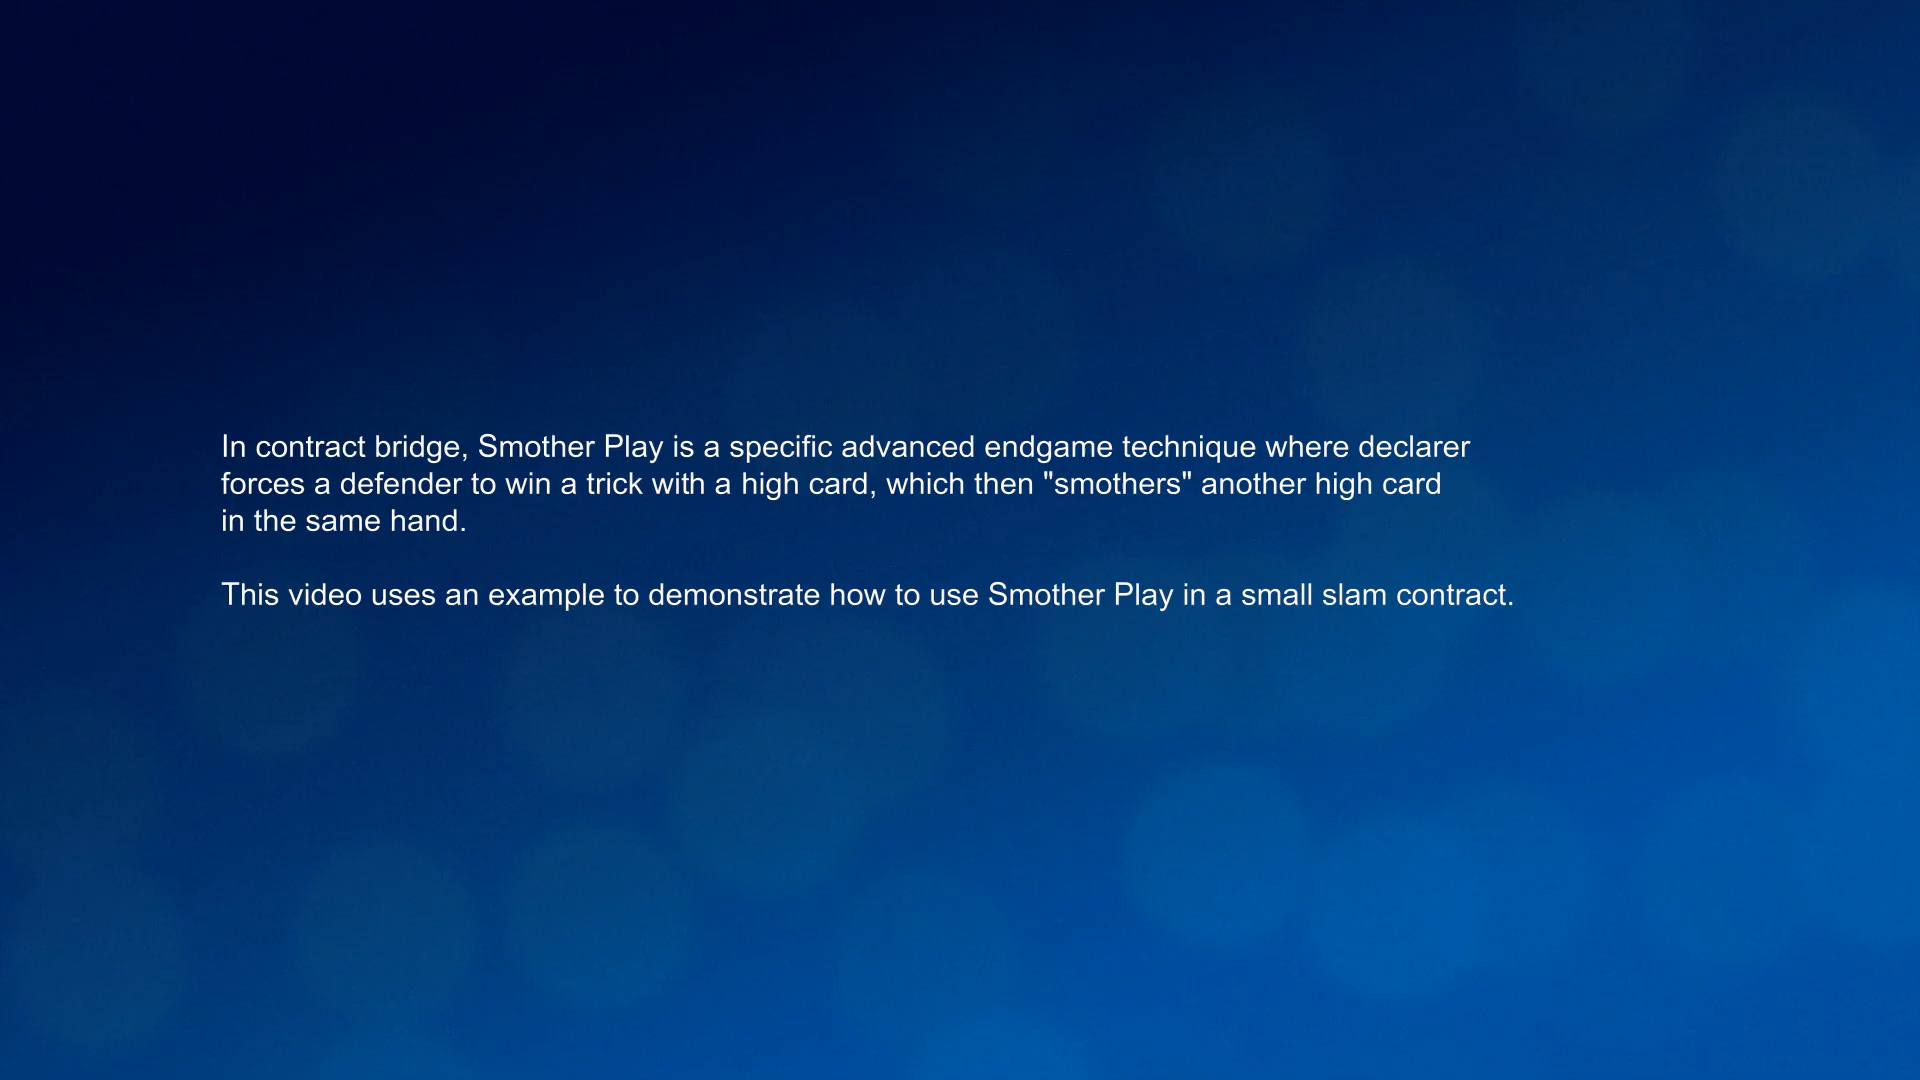 In contract bridge, Smother Play is a specific advanced endgame technique where declarer
forces a defender to win a trick with a high card, which then "smothers" another high card
in the same hand.
This video uses an example to demonstrate how to use Smother Play in a small slam contract.